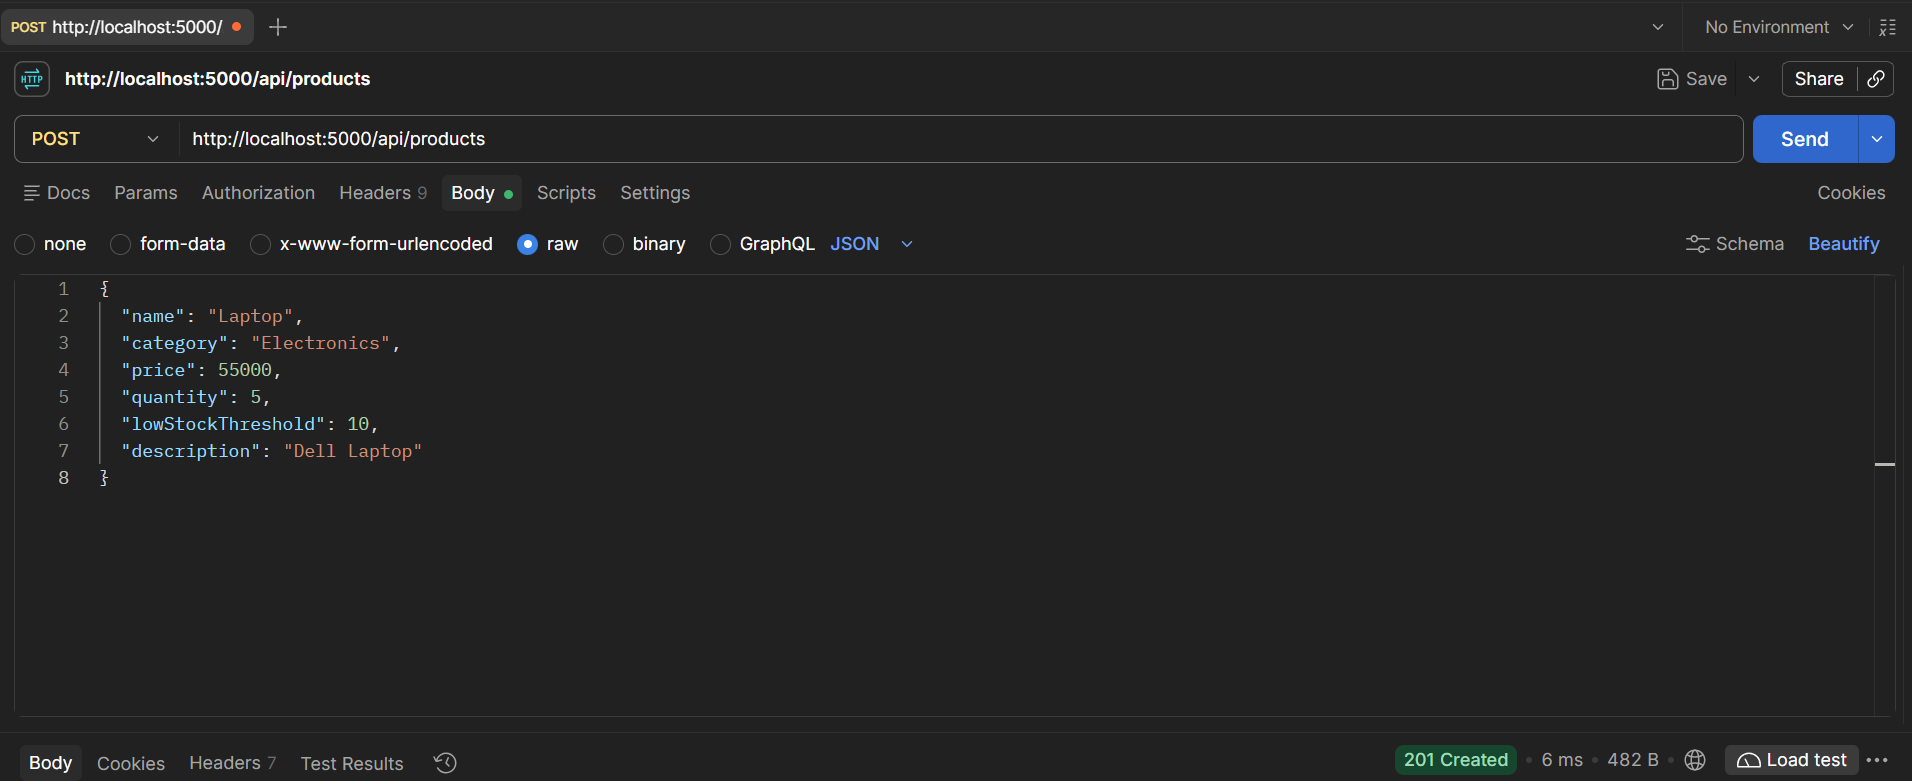 POST http://localhost:5000/
No Environment
HTTP http://localhost:5000/api/products
Save Share
POST http://localhost:5000/api/products Send
Docs Params Authorization Headers 9 Body Scripts Settings Cookies
none form-data x-www-form-urlencoded raw binary GraphQL JSON Schema Beautify
1 {
2 "name": "Laptop",
3 "category": "Electronics",
4 "price": 55000,
5 "quantity": 5,
6 "lowStockThreshold": 10,
7 "description": "Dell Laptop"
8 }
Body Cookies Headers 7 Test Results 201 Created • 6 ms • 482 B • Load test